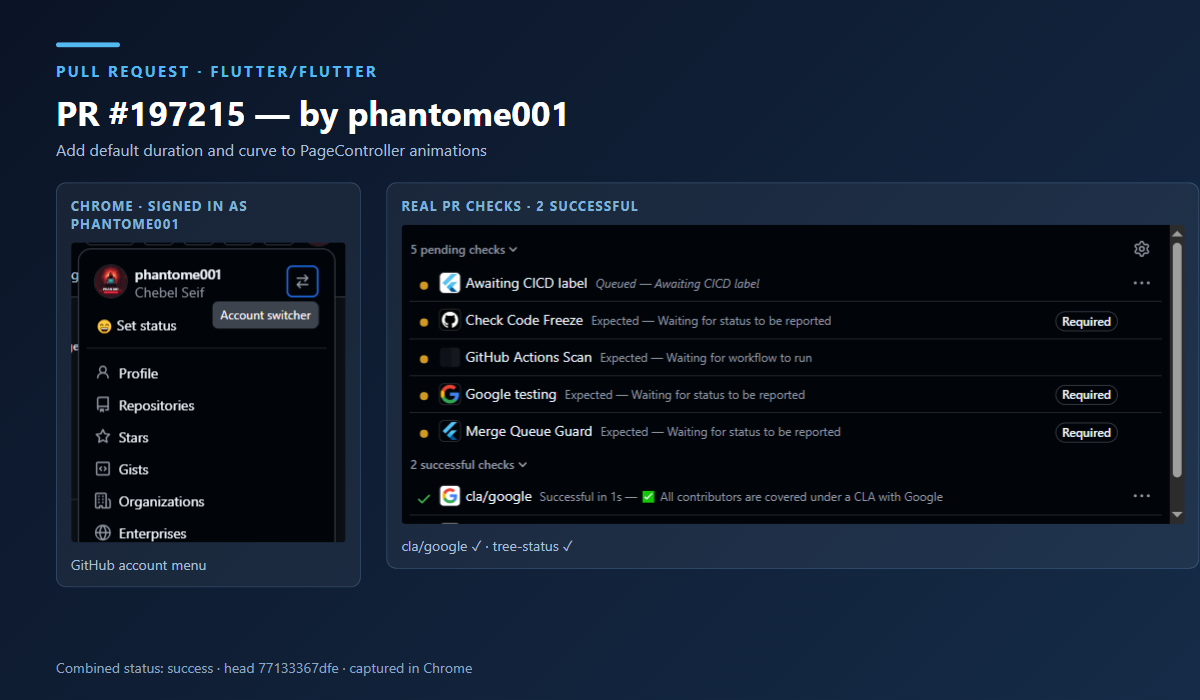 PULL REQUEST · FLUTTER/FLUTTER
PR #197215 — by phantome001
Add default duration and curve to PageController animations
CHROME · SIGNED IN AS
PHANTOME001
phantome001
Chebel Seif
Account switcher
Set status
Profile
Repositories
Stars
Gists
Organizations
Enterprises
GitHub account menu
REAL PR CHECKS · 2 SUCCESSFUL
5 pending checks
Awaiting CICD label Queued — Awaiting CICD label
Check Code Freeze Expected — Waiting for status to be reported Required
GitHub Actions Scan Expected — Waiting for workflow to run
Google testing Expected — Waiting for status to be reported Required
Merge Queue Guard Expected — Waiting for status to be reported Required
2 successful checks
cla/google Successful in 1s — ✅ All contributors are covered under a CLA with Google
cla/google ✓ · tree-status ✓
Combined status: success · head 77133367dfe · captured in Chrome